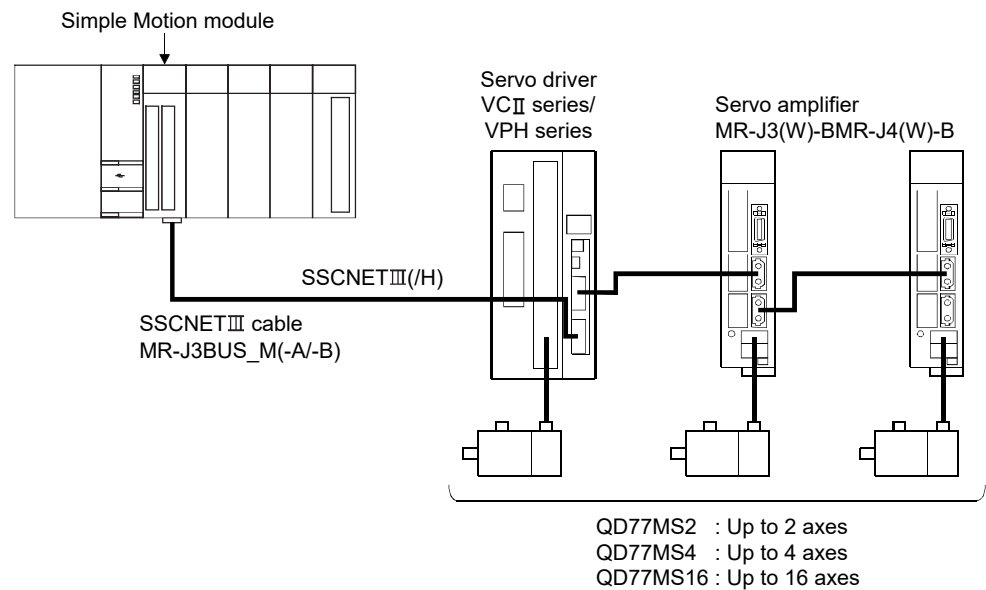 Simple Motion module
Servo driver
VCⅡ series/
VPH series
Servo amplifier
MR-J3(W)-BMR-J4(W)-B
SSCNETⅢ(/H)
SSCNETⅢ cable
MR-J3BUS_M(-A/-B)
QD77MS2 : Up to 2 axes
QD77MS4 : Up to 4 axes
QD77MS16 : Up to 16 axes